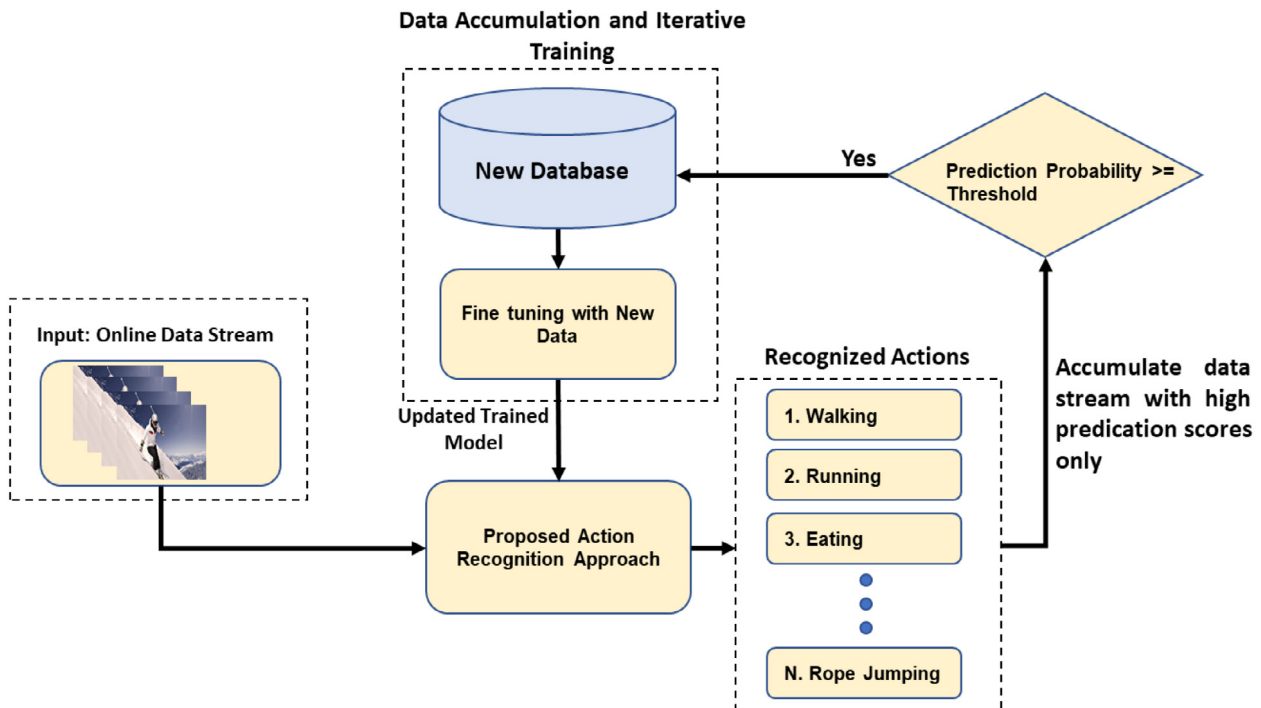 Data Accumulation and Iterative
Training
New Database
Yes
Prediction Probability >=
Threshold
Fine tuning with New
Data
Input: Online Data Stream
Updated Trained
Model
Recognized Actions
1. Walking
2. Running
3. Eating
N. Rope Jumping
Accumulate data
stream with high
predication scores
only
Proposed Action
Recognition Approach